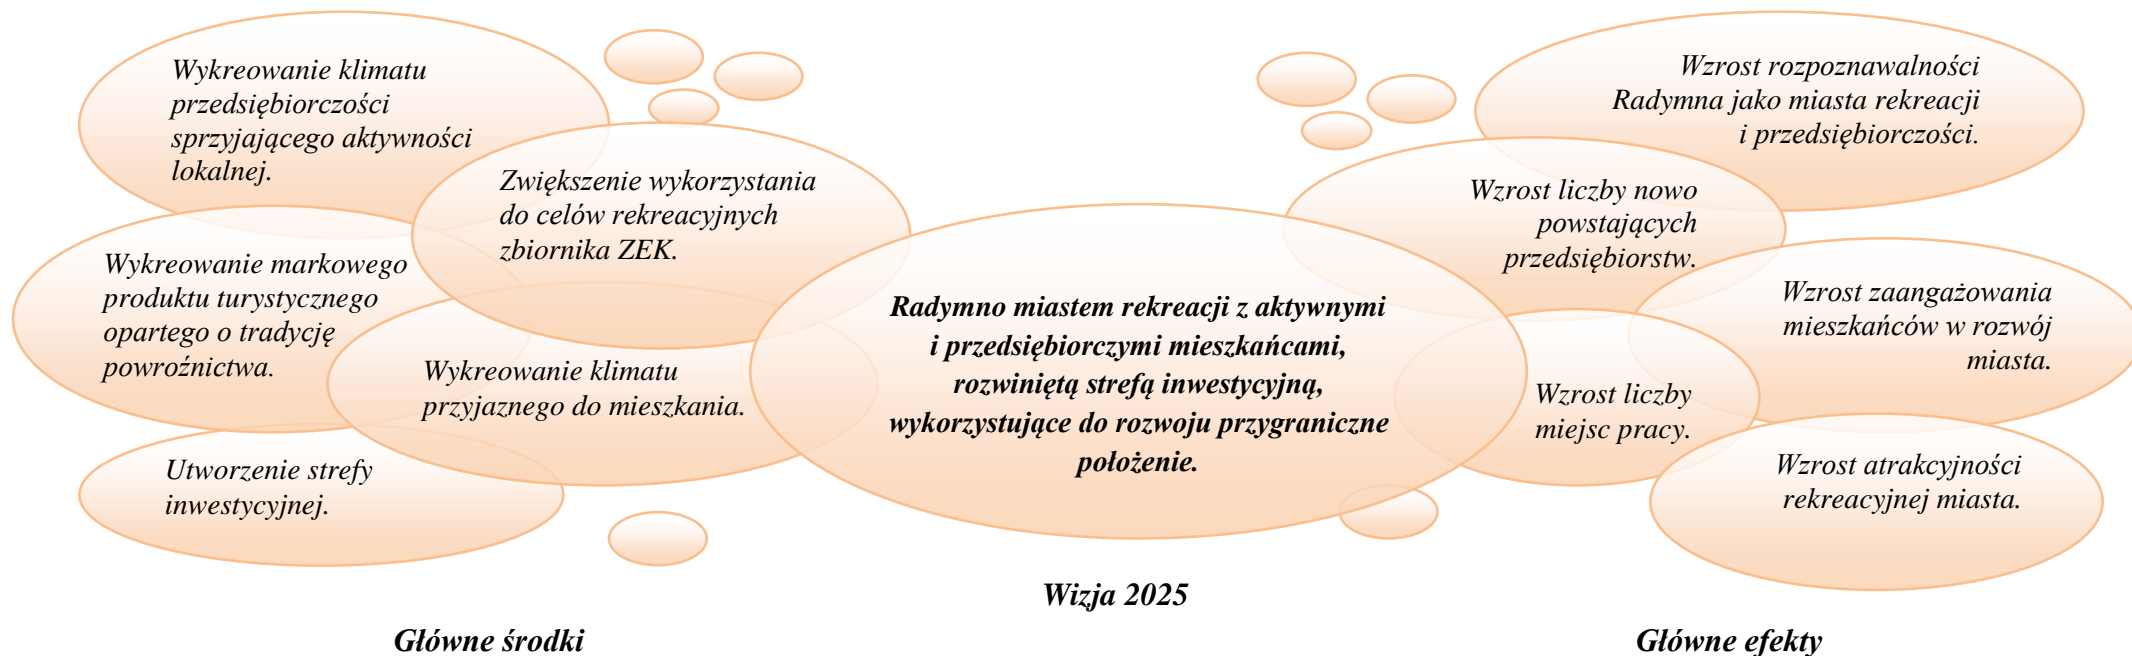 Wykreowanie klimatu
przedsiębiorczości
sprzyjającego aktywności
lokalnej.
Zwiększenie wykorzystania
do celów rekreacyjnych
zbiornika ZEK.
Wykreowanie markowego
produktu turystycznego
opartego o tradycję
powroźnictwa.
Wykreowanie klimatu
przyjaznego do mieszkania.
Utworzenie strefy
inwestycyjnej.
Radymno miastem rekreacji z aktywnymi
i przedsiębiorczymi mieszkańcami,
rozwiniętą strefą inwestycyjną,
wykorzystujące do rozwoju przygraniczne
położenie.
Wzrost rozpoznawalności
Radymna jako miasta rekreacji
i przedsiębiorczości.
Wzrost liczby nowo
powstających
przedsiębiorstw.
Wzrost zaangażowania
mieszkańców w rozwój
miasta.
Wzrost liczby
miejsc pracy.
Wzrost atrakcyjności
rekreacyjnej miasta.
Wizja 2025
Główne środki
Główne efekty